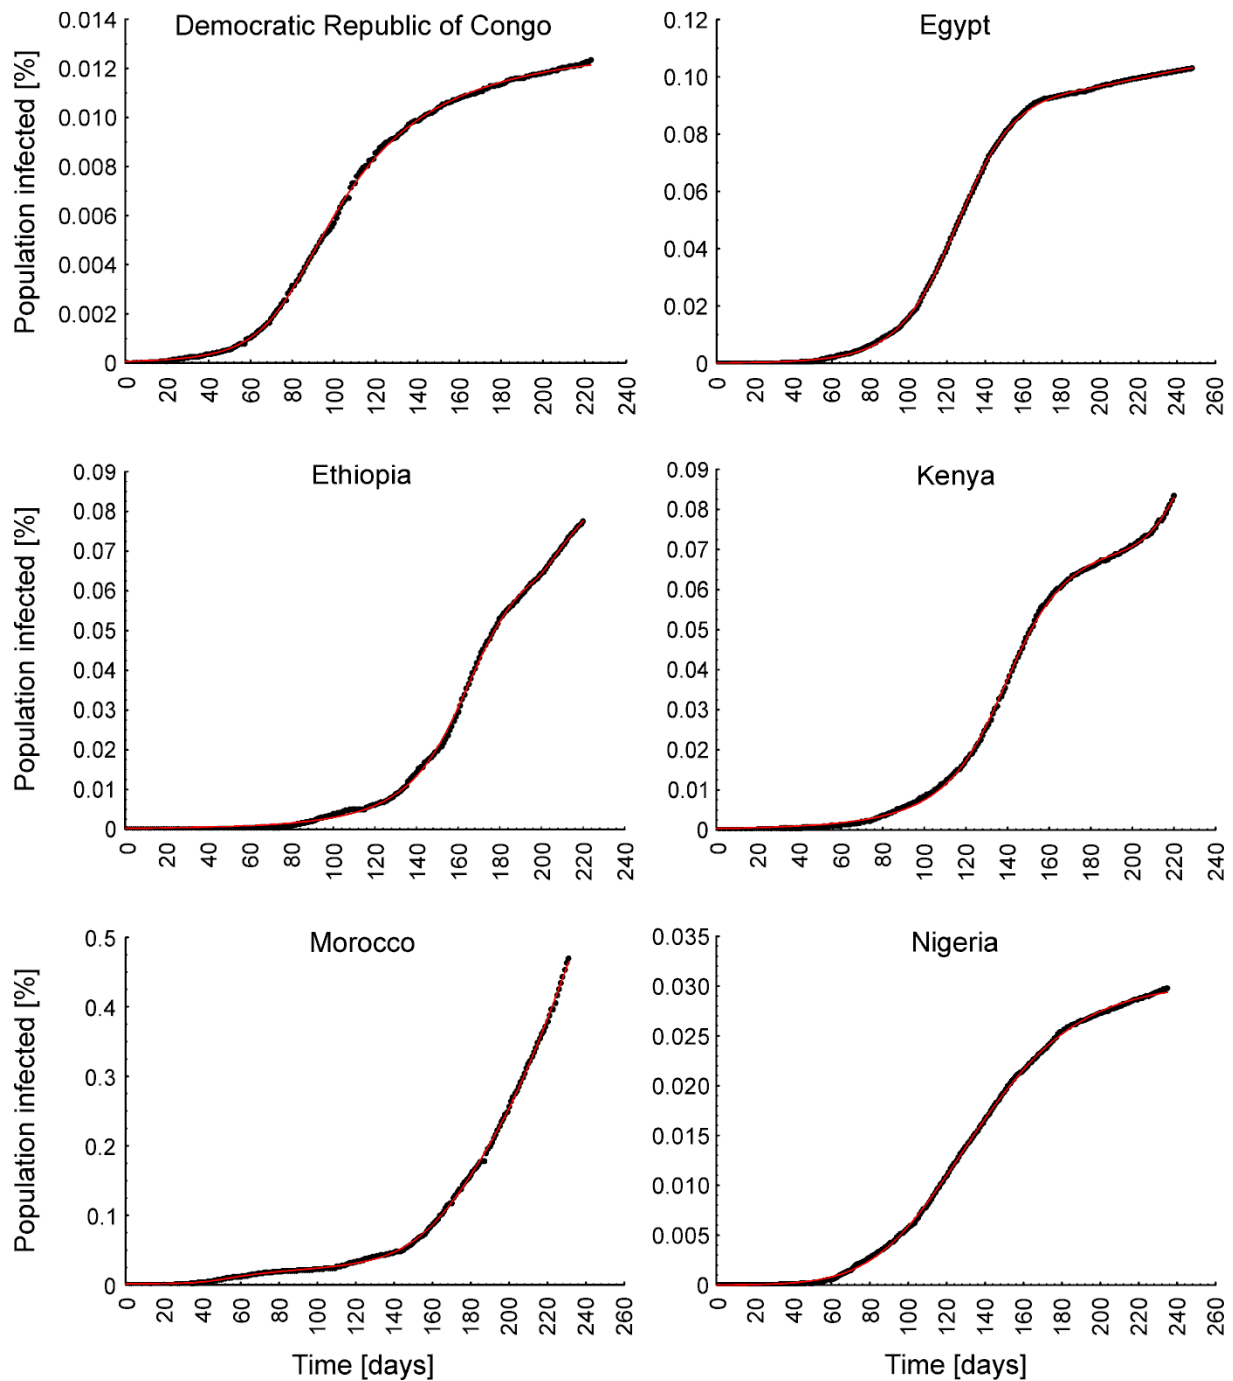 Democratic Republic of Congo
Population infected [%]
0.014
0.012
0.010
0.008
0.006
0.004
0.002
0
0 20 40 60 80 100 120 140 160 180 200 220 240
Egypt
0.12
0.10
0.08
0.06
0.04
0.02
0
0 20 40 60 80 100 120 140 160 180 200 220 240 260
Ethiopia
Population infected [%]
0.09
0.08
0.07
0.06
0.05
0.04
0.03
0.02
0.01
0
0 20 40 60 80 100 120 140 160 180 200 220 240
Kenya
0.09
0.08
0.07
0.06
0.05
0.04
0.03
0.02
0.01
0
0 20 40 60 80 100 120 140 160 180 200 220 240
Morocco
Population infected [%]
0.5
0.4
0.3
0.2
0.1
0
0 20 40 60 80 100 120 140 160 180 200 220 240 260
Time [days]
Nigeria
0.035
0.030
0.025
0.020
0.015
0.010
0.005
0
0 20 40 60 80 100 120 140 160 180 200 220 240 260
Time [days]